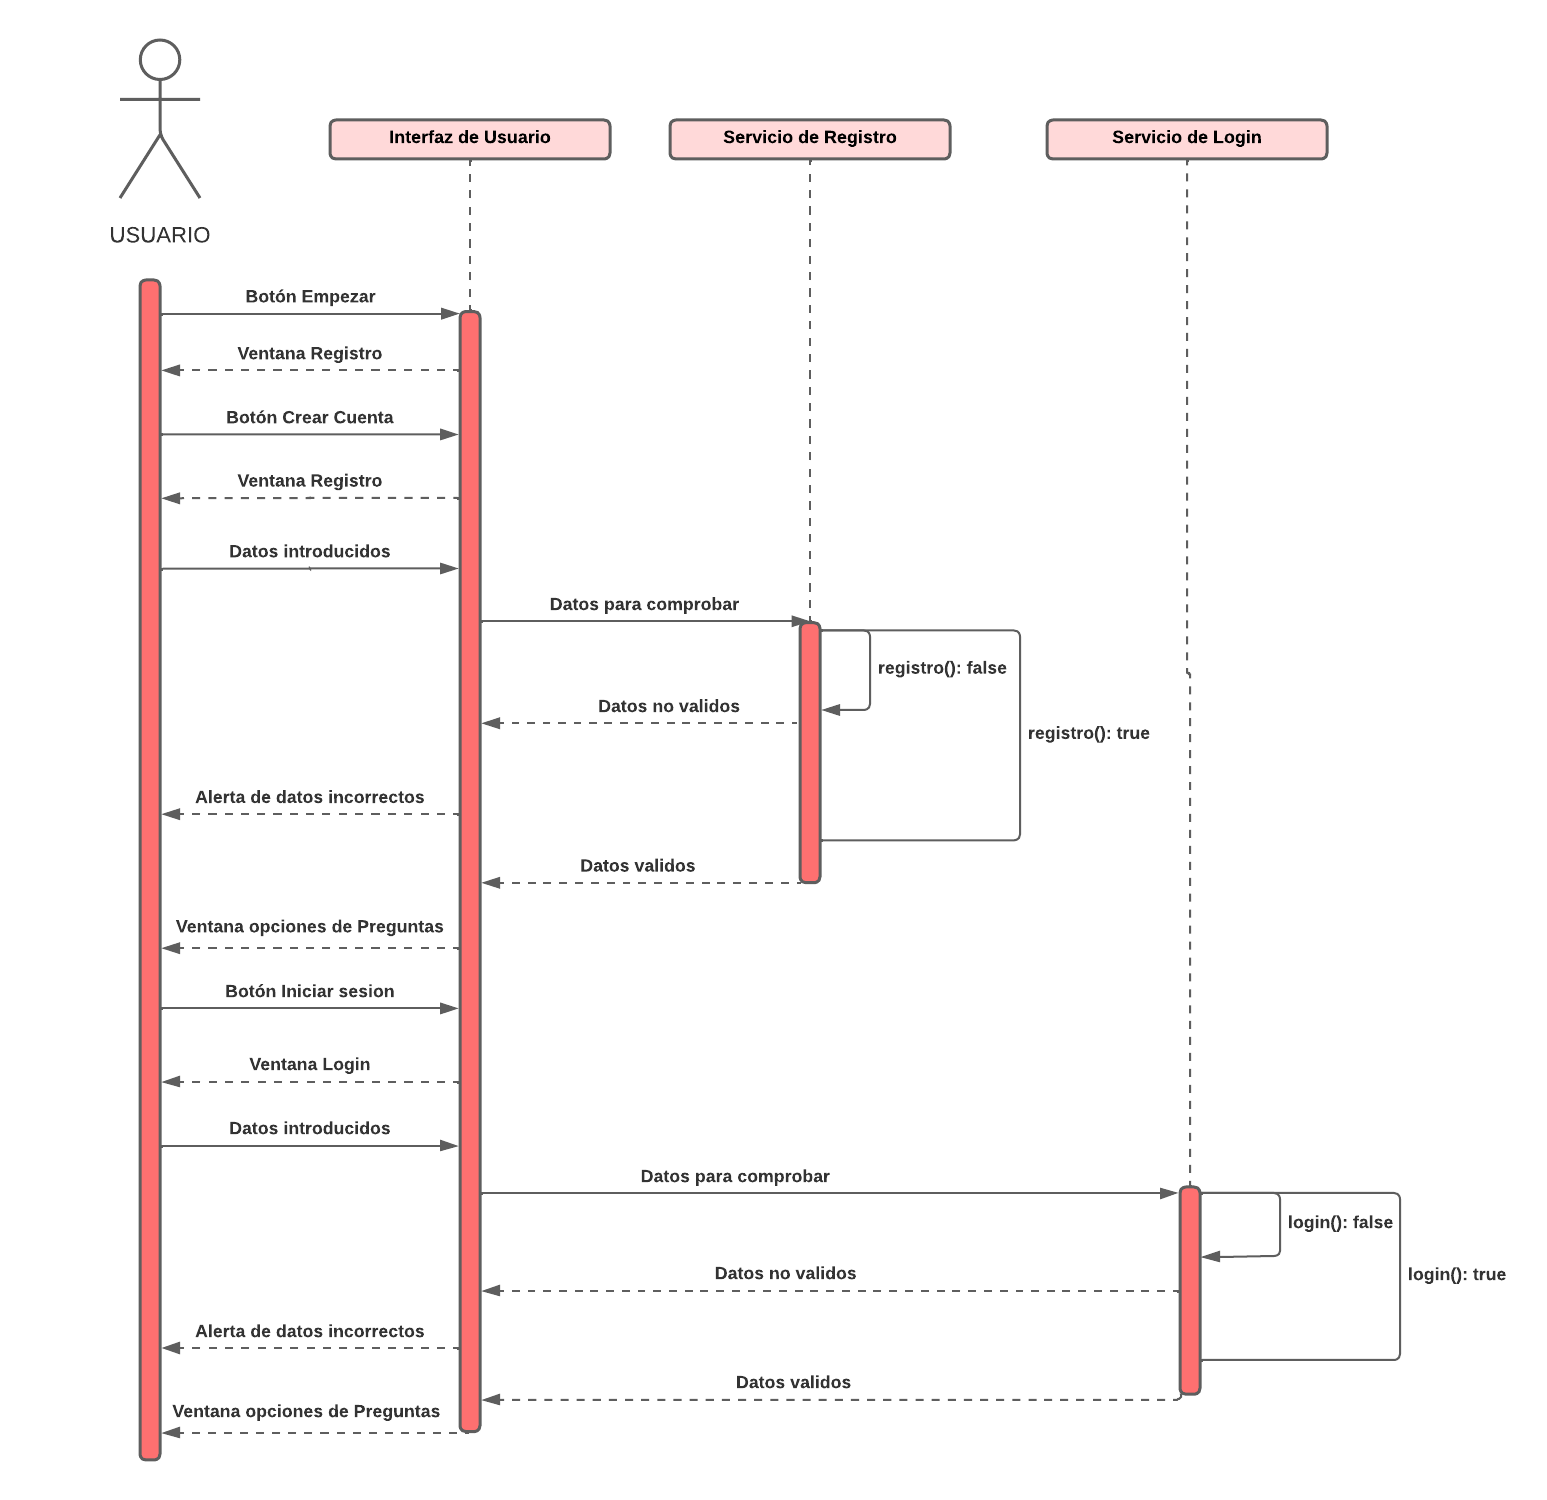 USUARIO
Interfaz de Usuario
Servicio de Registro
Servicio de Login
Botón Empezar
Ventana Registro
Botón Crear Cuenta
Ventana Registro
Datos introducidos
Datos para comprobar
registro(): false
Datos no validos
registro(): true
Alerta de datos incorrectos
Datos validos
Ventana opciones de Preguntas
Botón Iniciar sesion
Ventana Login
Datos introducidos
Datos para comprobar
login(): false
Datos no validos
login(): true
Alerta de datos incorrectos
Datos validos
Ventana opciones de Preguntas